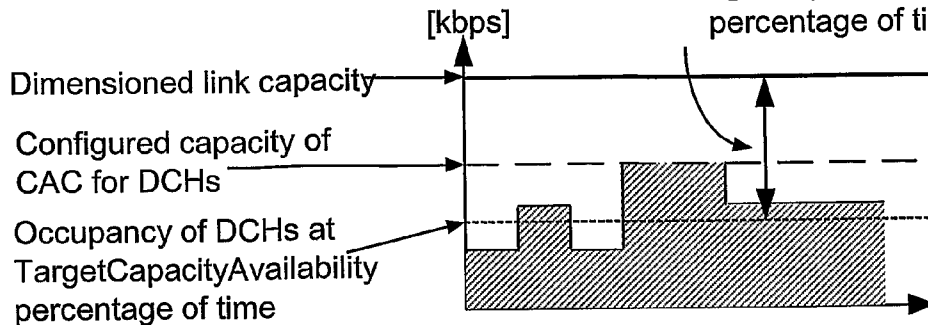 [kbps]
percentage of
Dimensioned link capacity
Configured capacity of
CAC for DCHs
Occupancy of DCHs at
TargetCapacityAvailability
percentage of time